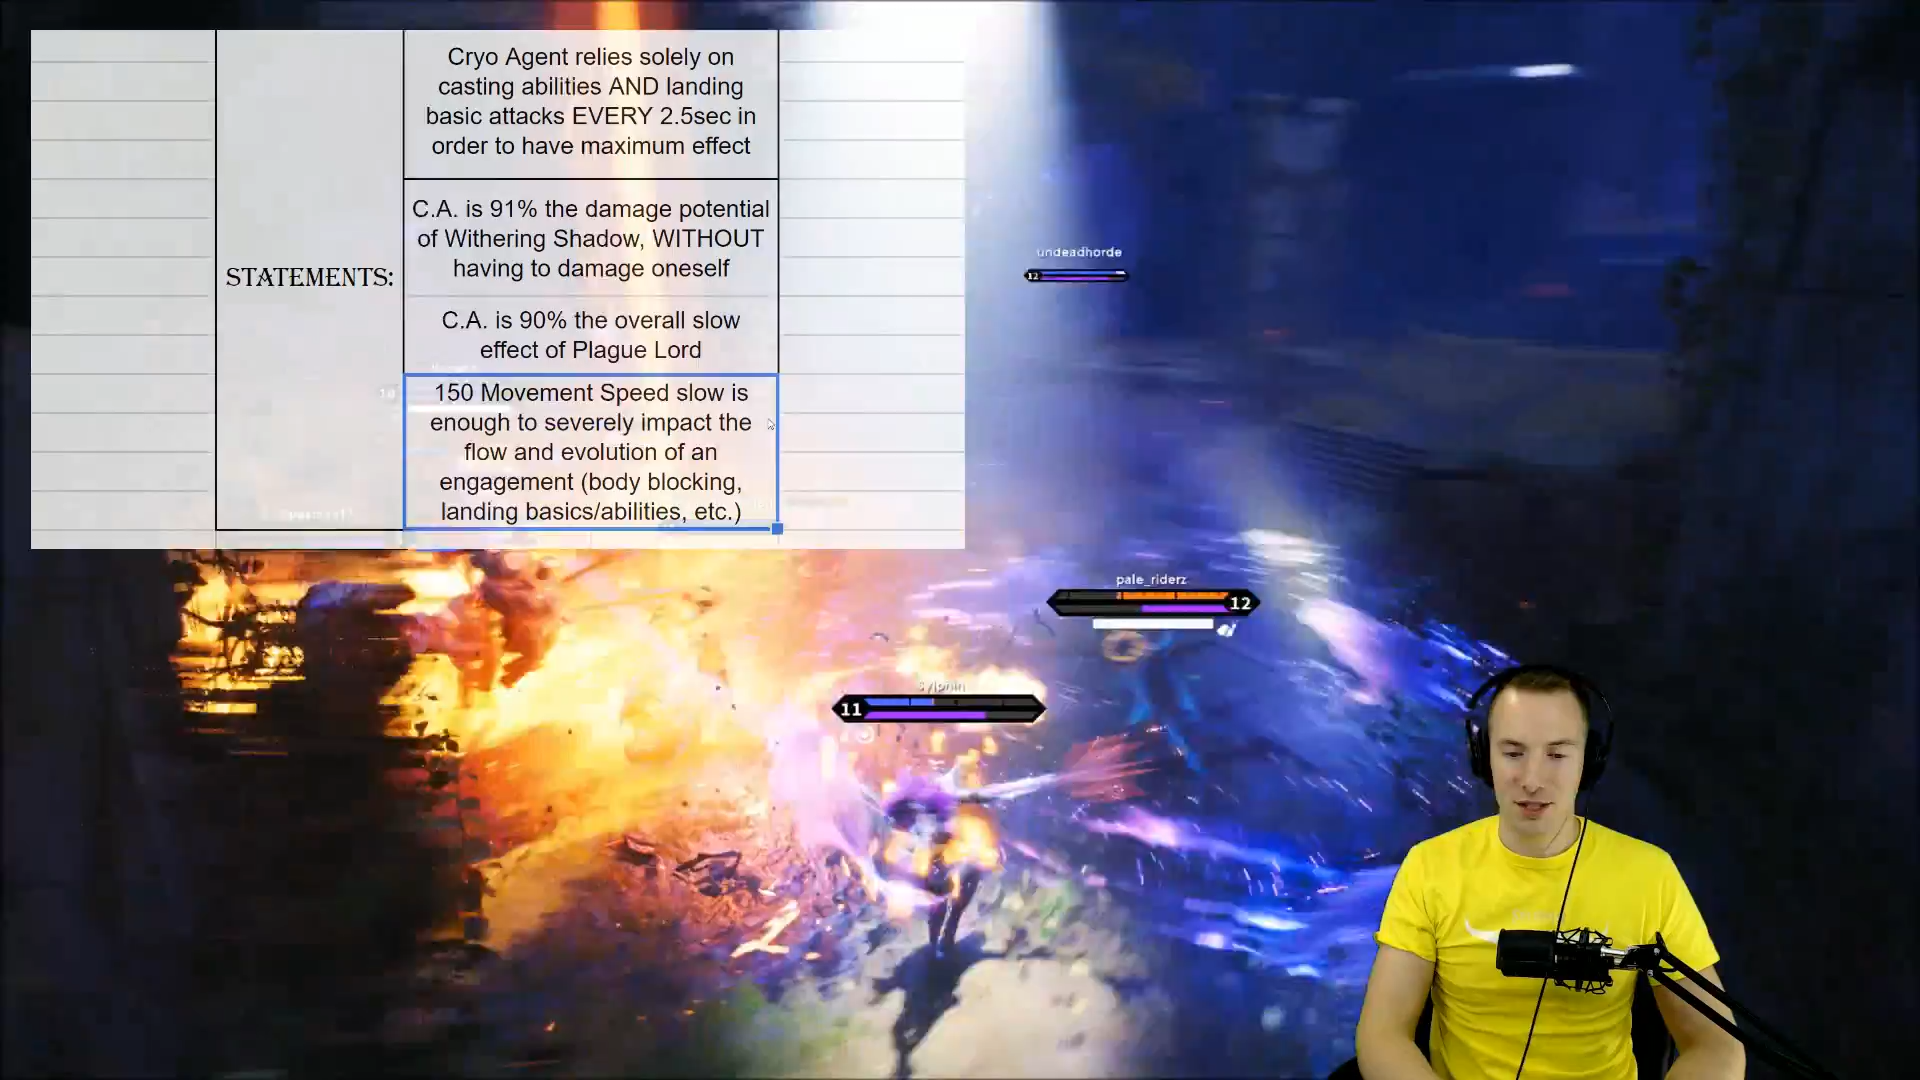 Cryo Agent relies solely on
casting abilities AND landing
basic attacks EVERY 2.5sec in
order to have maximum effect
C.A. is 91% the damage potential
of Withering Shadow, WITHOUT
having to damage oneself
STATEMENTS:
C.A. is 90% the overall slow
effect of Plague Lord
150 Movement Speed slow is
enough to severely impact the
flow and evolution of an
engagement (body blocking,
landing basics/abilities, etc.)
undeadhorde
12
pale_riderz
12
sylphin
11